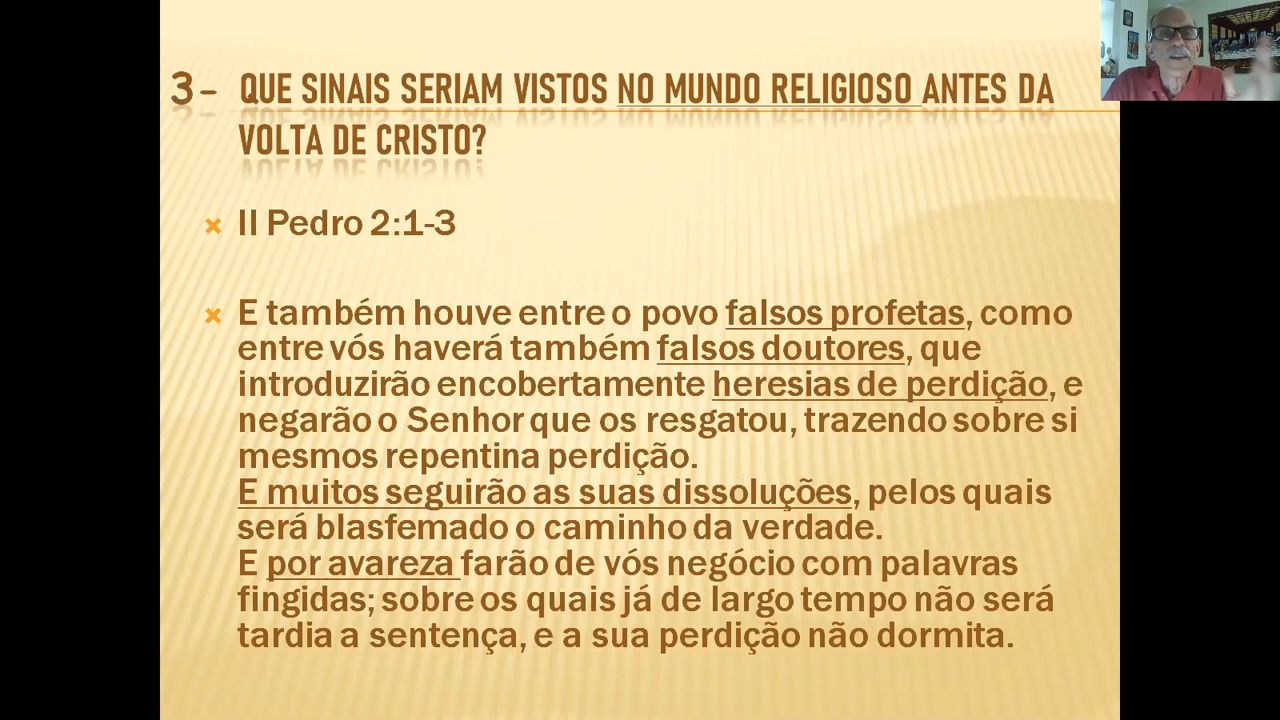 3- QUE SINAIS SERIAM VISTOS NO MUNDO RELIGIOSO ANTES DA
VOLTA DE CRISTO?
II Pedro 2:1-3
E também houve entre o povo falsos profetas, como
entre vós haverá também falsos doutores, que
introduzirão encobertamente heresias de perdição, e
negarão o Senhor que os resgatou, trazendo sobre si
mesmos repentina perdição.
E muitos seguirão as suas dissoluções, pelos quais
será blasfemado o caminho da verdade.
E por avareza farão de vós negócio com palavras
fingidas; sobre os quais já de largo tempo não será
tardia a sentença, e a sua perdição não dormita.